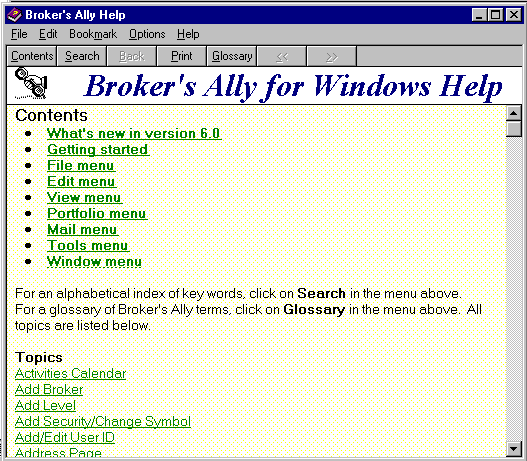 Broker's Ally Help
File Edit Bookmark Options Help
Contents Search Back Print Glossary << >>
Broker's Ally for Windows Help
Contents
What's new in version 6.0
Getting started
File menu
Edit menu
View menu
Portfolio menu
Mail menu
Tools menu
Window menu
For an alphabetical index of key words, click on Search in the menu above.
For a glossary of Broker's Ally terms, click on Glossary in the menu above. All
topics are listed below.
Topics
Activities Calendar
Add Broker
Add Level
Add Security/Change Symbol
Add/Edit User ID
Address Page